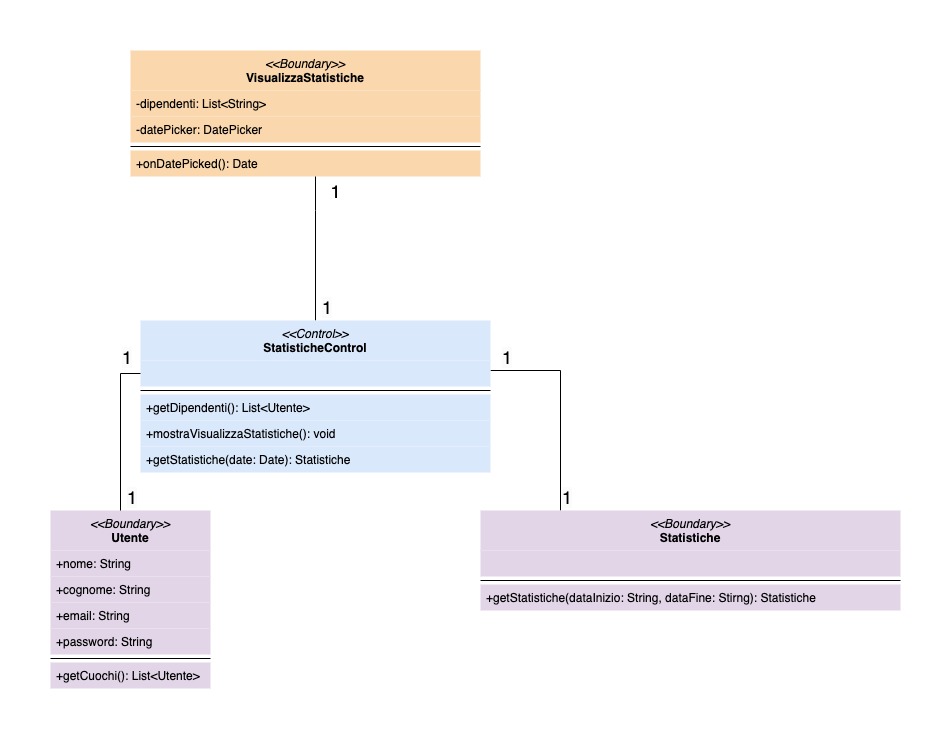 <<Boundary>>
VisualizzaStatistiche
-dipendenti: List<String>
-datePicker: DatePicker
+onDatePicked(): Date
1
1
<<Control>>
StatisticheControl
1
1
+getDipendenti(): List<Utente>
+mostraVisualizzaStatistiche(): void
+getStatistiche(date: Date): Statistiche
1
1
<<Boundary>>
Utente
+nome: String
+cognome: String
+email: String
+password: String
+getCuochi(): List<Utente>
<<Boundary>>
Statistiche
+getStatistiche(dataInizio: String, dataFine: Stirng): Statistiche